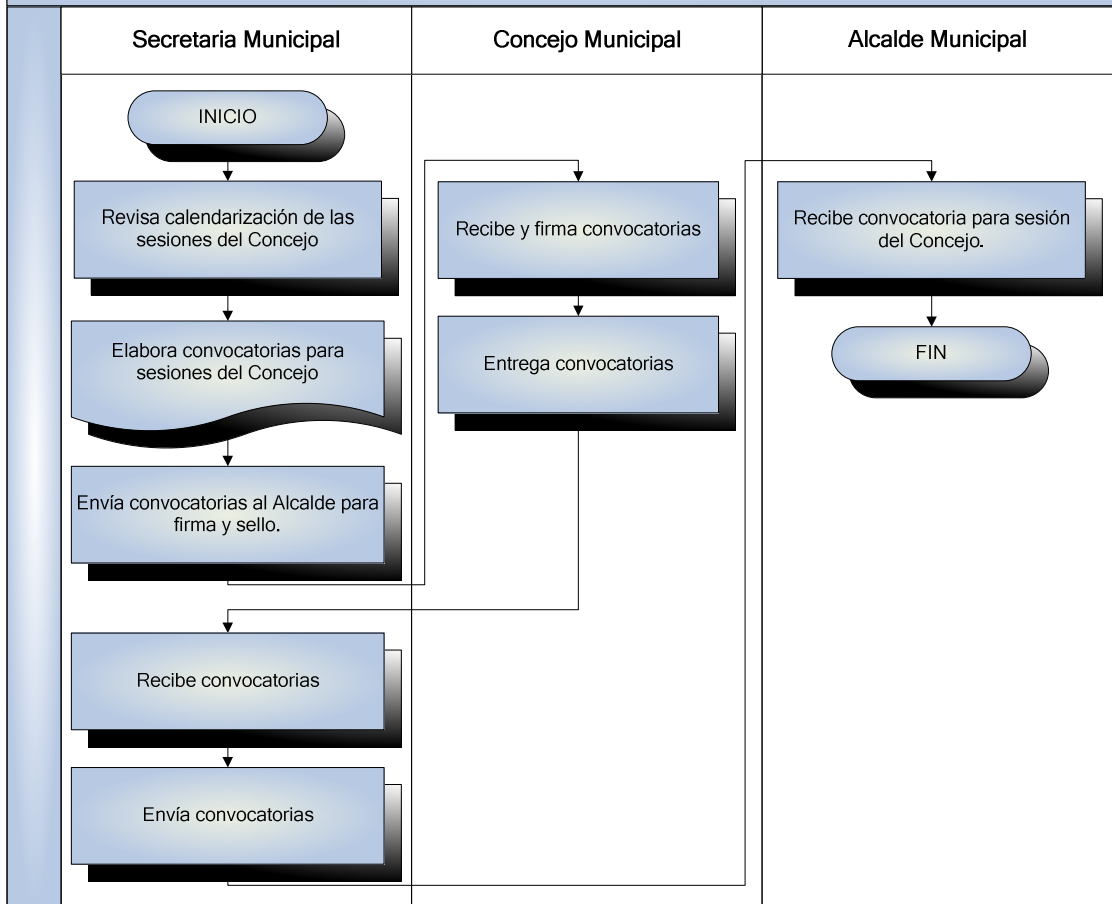 Secretaria Municipal
Concejo Municipal
Alcalde Municipal
INICIO
Revisa calendarización de las
sesiones del Concejo
Elabora convocatorias para
sesiones del Concejo
Envía convocatorias al Alcalde para
firma y sello.
Recibe y firma convocatorias
Entrega convocatorias
Recibe convocatorias
Envía convocatorias
Recibe convocatoria para sesión
del Concejo.
FIN